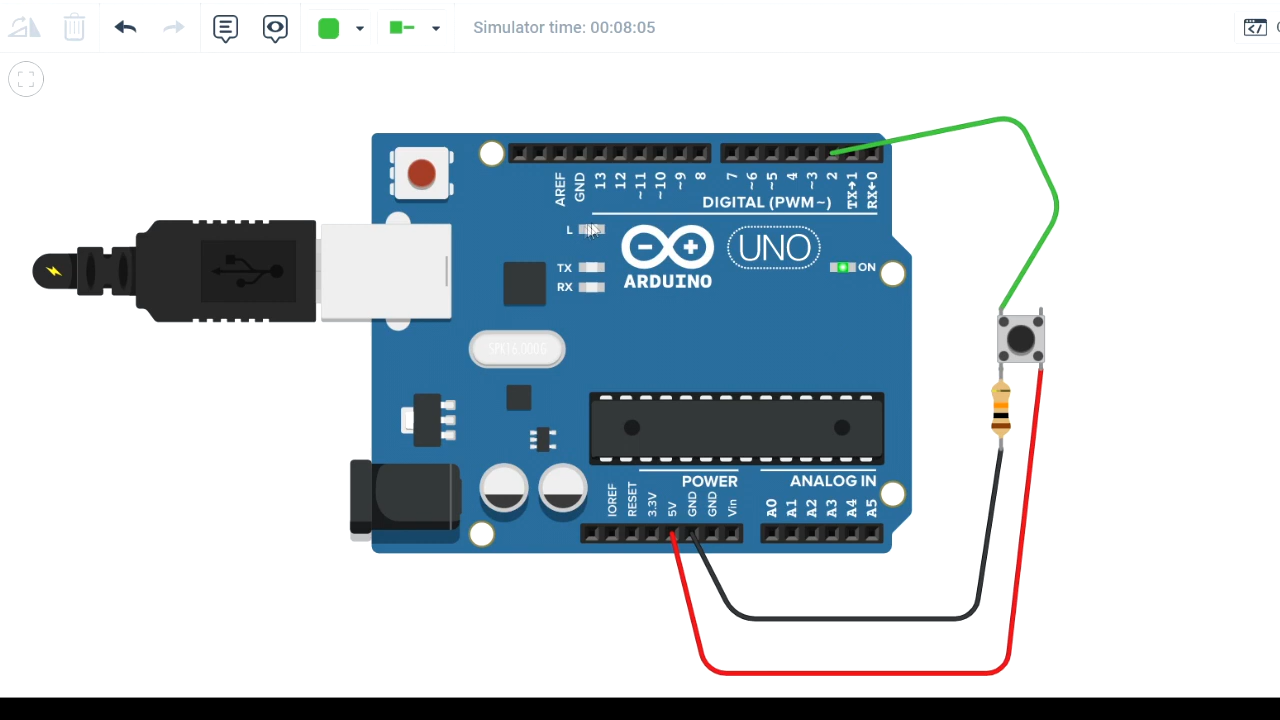 Simulator time: 00:08:05
AREF
GND
13
12
~11
~10
~9
8
7
~6
~5
4
~3
2
TX→1
RX←0
DIGITAL (PWM~)
L
TX
RX
UNO
ARDUINO
ON
SPK16.000G
POWER
ANALOG IN
IOREF
RESET
3.3V
5V
GND
GND
Vin
A0
A1
A2
A3
A4
A5